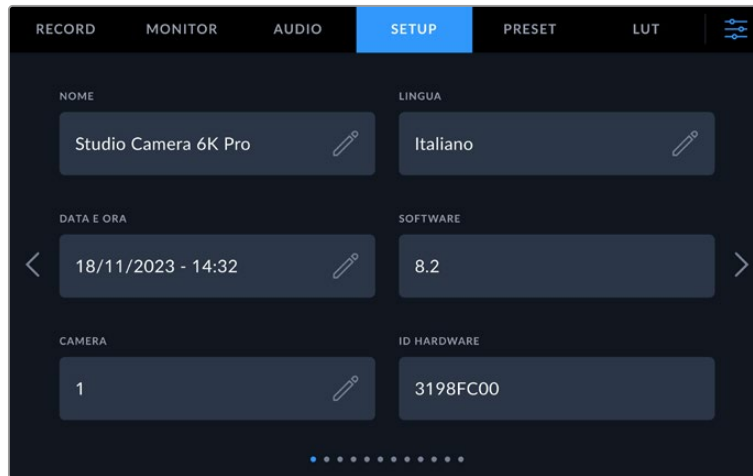 RECORD MONITOR AUDIO SETUP PRESET LUT
NOME LINGUA
Studio Camera 6K Pro Italiano
DATA E ORA SOFTWARE
18/11/2023 - 14:32 8.2
CAMERA ID HARDWARE
1 3198FC00